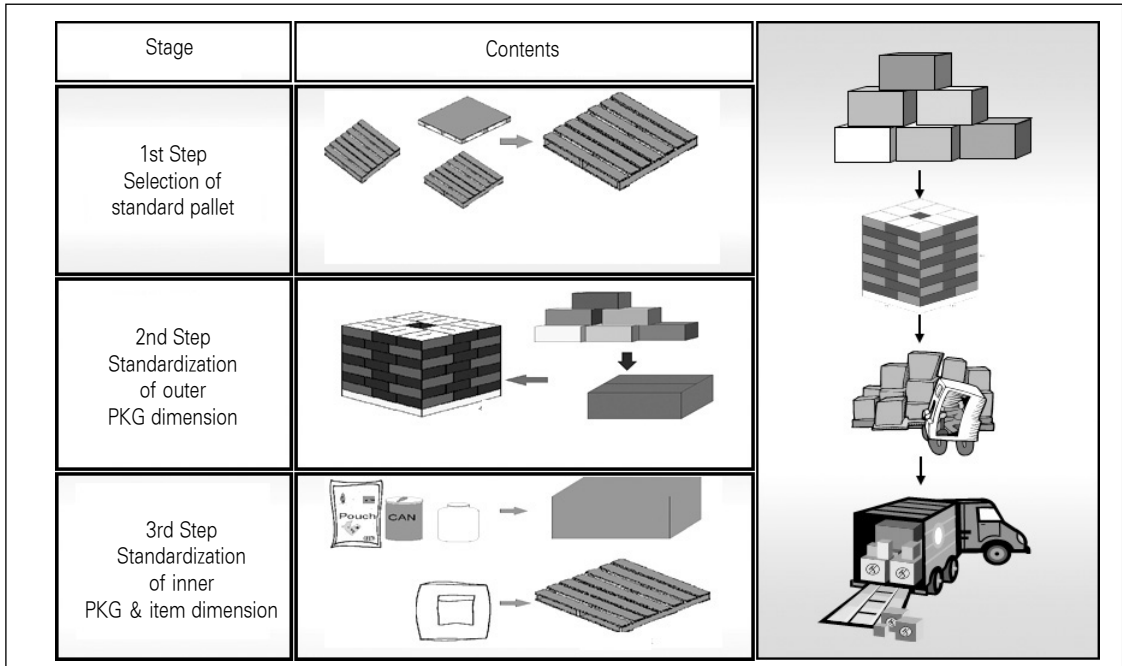 Stage
Contents
1st Step
Selection of
standard pallet
2nd Step
Standardization
of outer
PKG dimension
3rd Step
Standardization
of inner
PKG & item dimension
Pouch
CAN